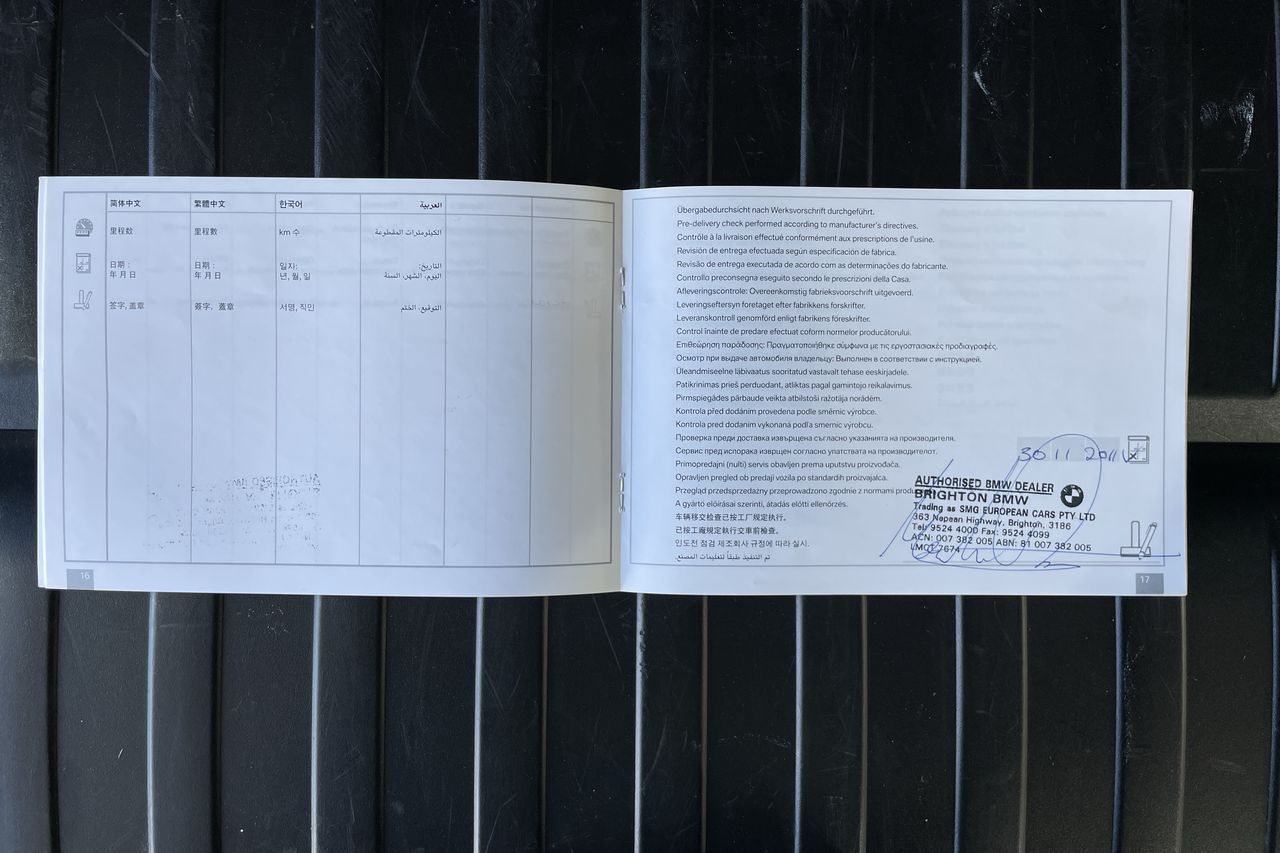 简体中文 繁體中文 한국어 العربية
里程数 里程數 km 수 الكيلومترات المقطوعة
日期： 日期： 일자: التاريخ:
年 月 日 年 月 日 년, 월, 일 اليوم، الشهر، السنة
签字, 盖章 簽字，蓋章 서명, 직인 التوقيع، الختم
16
Übergabedurchsicht nach Werksvorschrift durchgeführt.
Pre-delivery check performed according to manufacturer's directives.
Contrôle à la livraison effectué conformément aux prescriptions de l'usine.
Revisión de entrega efectuada según especificación de fábrica.
Revisão de entrega executada de acordo com as determinações do fabricante.
Controllo preconsegna eseguito secondo le prescrizioni della Casa.
Afleveringscontrole: Overeenkomstig fabrieksvoorschrift uitgevoerd.
Leveringseftersyn foretaget efter fabrikkens forskrifter.
Leveranskontroll genomförd enligt fabrikens föreskrifter.
Control înainte de predare efectuat coform normelor producătorului.
Επιθεώρηση παράδοσης: Πραγματοποιήθηκε σύμφωνα με τις εργοστασιακές προδιαγραφές.
Осмотр при выдаче автомобиля владельцу: Выполнен в соответствии с инструкцией.
Üleandmiseelne läbivaatus sooritatud vastavalt tehase eeskirjadele.
Patikrinimas prieš perduodant, atliktas pagal gamintojo reikalavimus.
Pirmspiegādes pārbaude veikta atbilstoši ražotāja norādēm.
Kontrola před dodáním provedena podle směrnic výrobce.
Kontrola pred dodaním vykonaná podľa smerníc výrobcu.
Проверка преди доставка извършена съгласно указанията на производителя.
Сервис пред испорака извршен согласно упатствата на производителот.
Primopredajni (nulti) servis obavljen prema uputstvu proizvođača.
Opravljen pregled ob predaji vozila po standardih proizvajalca.
Przegląd przedsprzedażny przeprowadzono zgodnie z normami
A gyártó előírásai szerinti, átadás előtti ellenőrzés.
车辆移交检查已按工厂规定执行。
已按工廠規定執行交車前檢查。
인도전 점검 제조회사 규정에 따라 실시.
تم التنفيذ طبقاً لتعليمات المصنع.
30 11 2011
AUTHORISED BMW DEALER
BRIGHTON BMW
Trading as SMG EUROPEAN CARS PTY LTD
363 Nepean Highway, Brighton, 3186
Tel: 9524 4000 Fax: 9524 4099
ACN: 007 382 005 ABN: 81 007 382 005
LMCT 7674
17